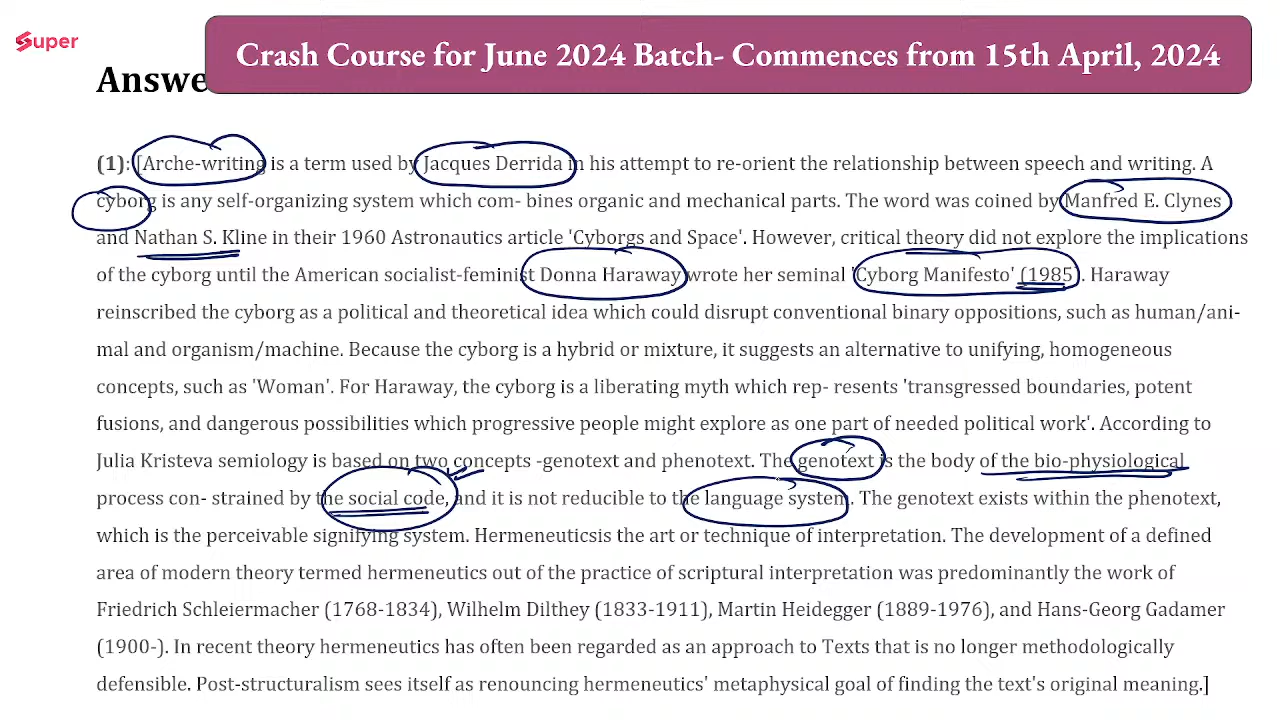 Super
Crash Course for June 2024 Batch- Commences from 15th April, 2024
Answe
(1): [Arche-writing is a term used by Jacques Derrida in his attempt to re-orient the relationship between speech and writing. A
cyborg is any self-organizing system which com- bines organic and mechanical parts. The word was coined by Manfred E. Clynes
and Nathan S. Kline in their 1960 Astronautics article 'Cyborgs and Space'. However, critical theory did not explore the implications
of the cyborg until the American socialist-feminist Donna Haraway wrote her seminal 'Cyborg Manifesto' (1985). Haraway
reinscribed the cyborg as a political and theoretical idea which could disrupt conventional binary oppositions, such as human/ani-
mal and organism/machine. Because the cyborg is a hybrid or mixture, it suggests an alternative to unifying, homogeneous
concepts, such as 'Woman'. For Haraway, the cyborg is a liberating myth which rep- resents 'transgressed boundaries, potent
fusions, and dangerous possibilities which progressive people might explore as one part of needed political work'. According to
Julia Kristeva semiology is based on two concepts -genotext and phenotext. The genotext is the body of the bio-physiological
process con- strained by the social code, and it is not reducible to the language system. The genotext exists within the phenotext,
which is the perceivable signifying system. Hermeneuticsis the art or technique of interpretation. The development of a defined
area of modern theory termed hermeneutics out of the practice of scriptural interpretation was predominantly the work of
Friedrich Schleiermacher (1768-1834), Wilhelm Dilthey (1833-1911), Martin Heidegger (1889-1976), and Hans-Georg Gadamer
(1900-). In recent theory hermeneutics has often been regarded as an approach to Texts that is no longer methodologically
defensible. Post-structuralism sees itself as renouncing hermeneutics' metaphysical goal of finding the text's original meaning.]